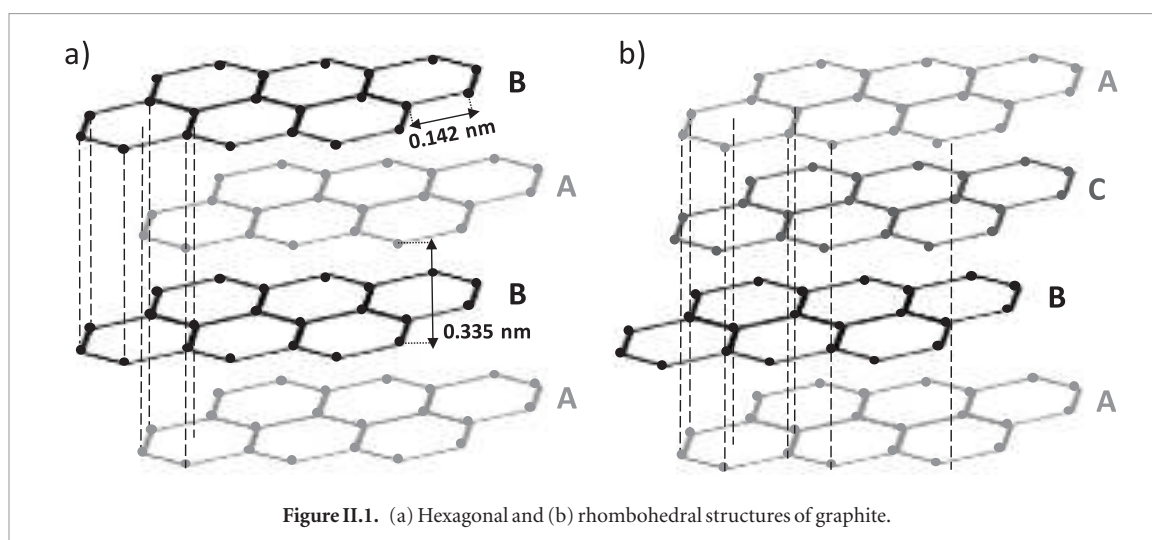 a)
B
0.142 nm
A
B
0.335 nm
A
b)
A
C
B
A
Figure II.1. (a) Hexagonal and (b) rhombohedral structures of graphite.